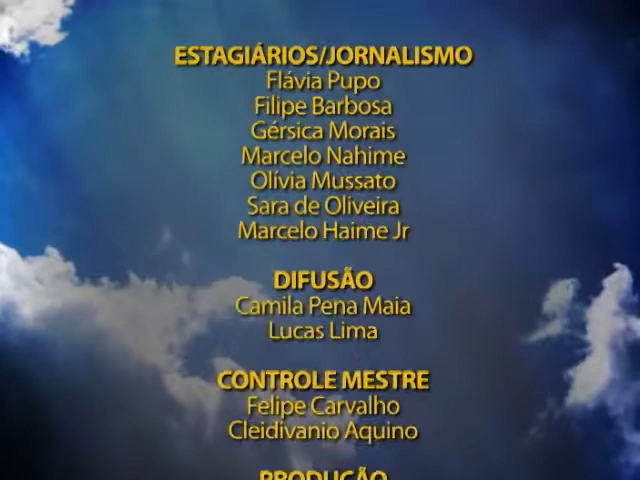 ESTAGIÁRIOS/JORNALISMO
Flávia Pupo
Filipe Barbosa
Gérsica Morais
Marcelo Nahime
Olívia Mussato
Sara de Oliveira
Marcelo Haime Jr
DIFUSÃO
Camila Pena Maia
Lucas Lima
CONTROLE MESTRE
Felipe Carvalho
Cleidivanio Aquino
PRODUÇÃO